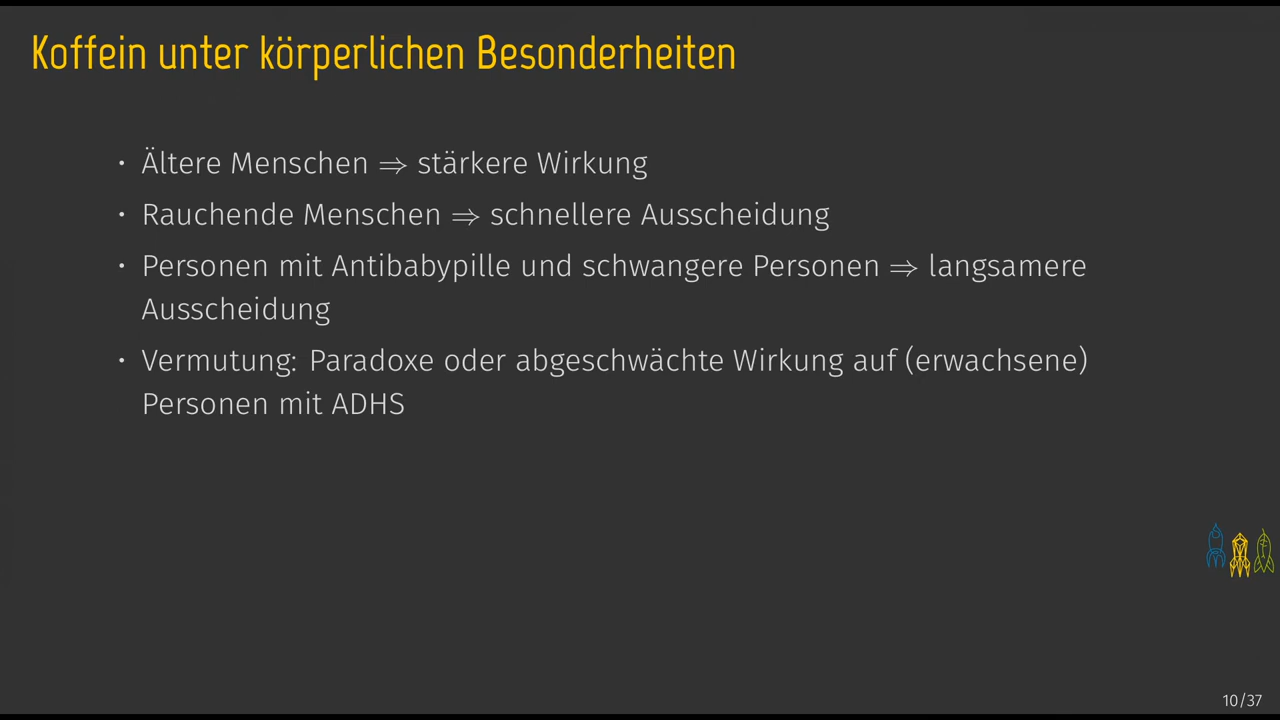 Koffein unter körperlichen Besonderheiten
• Ältere Menschen ⇒ stärkere Wirkung
• Rauchende Menschen ⇒ schnellere Ausscheidung
• Personen mit Antibabypille und schwangere Personen ⇒ langsamere
Ausscheidung
• Vermutung: Paradoxe oder abgeschwächte Wirkung auf (erwachsene)
Personen mit ADHS
10/37